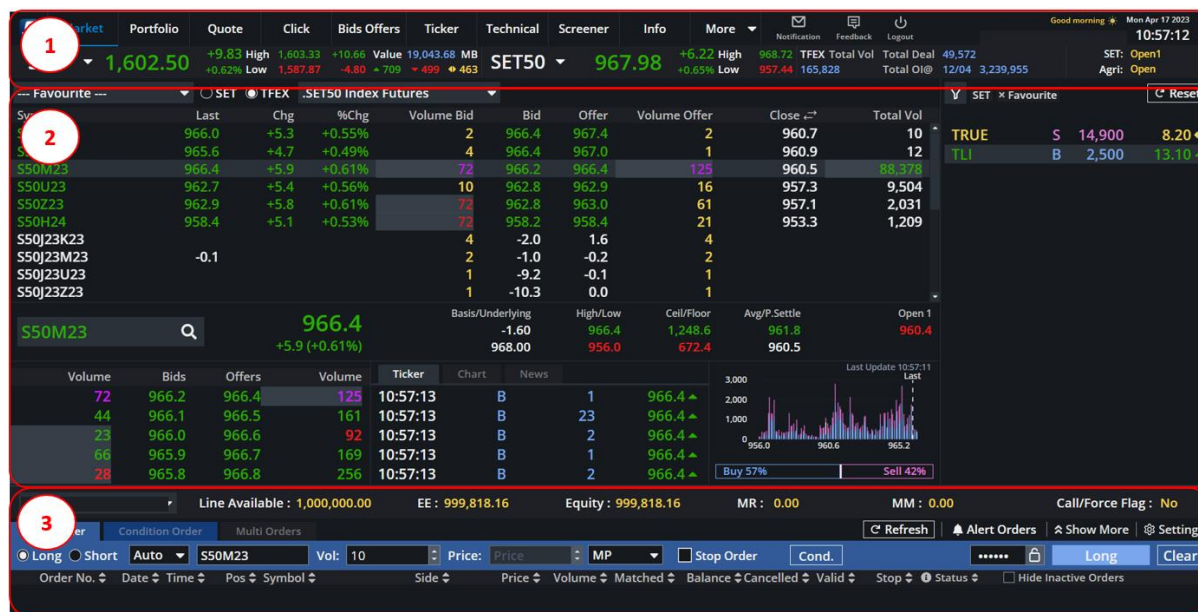 1
Portfolio Quote Click Bids Offers Ticker Technical Screener Info More Notification Feedback Logout Good morning Mon Apr 17 2023 10:57:12
1,602.50 +9.83 High 1,603.33 +10.66 Value 19,043.68 MB SET50 967.98 +6.22 High 968.72 TFEX Total Vol Total Deal 49,572 SET: Open1
+0.62% Low 1,587.87 -4.80 709 499 463 +0.65% Low 957.44 165,828 Total OI@ 12/04 3,239,955 Agri: Open
2
--- Favourite --- SET TFEX .SET50 Index Futures SET × Favourite Reset
Last Chg %Chg Volume Bid Bid Offer Volume Offer Close Total Vol
966.0 +5.3 +0.55% 2 966.4 967.4 2 960.7 10 TRUE S 14,900 8.20
965.6 +4.7 +0.49% 4 966.4 967.0 1 960.9 12 TLI B 2,500 13.10
S50M23 966.4 +5.9 +0.61% 72 966.2 966.4 125 960.5 88,378
S50U23 962.7 +5.4 +0.56% 10 962.8 962.9 16 957.3 9,504
S50Z23 962.9 +5.8 +0.61% 72 962.8 963.0 61 957.1 2,031
S50H24 958.4 +5.1 +0.53% 72 958.2 958.4 21 953.3 1,209
S50J23K23 4 -2.0 1.6 4
S50J23M23 -0.1 2 -1.0 -0.2 2
S50J23U23 1 -9.2 -0.1 1
S50J23Z23 1 -10.3 0.0 1
S50M23 966.4 +5.9 (+0.61%)
Basis/Underlying High/Low Ceil/Floor Avg/P.Settle Open 1
-1.60 966.4 1,248.6 961.8 960.4
968.00 956.0 672.4 960.5
Volume Bids Offers Volume Ticker Chart News Last Update 10:57:11
72 966.2 966.4 125 10:57:13 B 1 966.4
44 966.1 966.5 161 10:57:13 B 23 966.4
23 966.0 966.6 92 10:57:13 B 2 966.4
66 965.9 966.7 169 10:57:13 B 1 966.4
28 965.8 966.8 256 10:57:13 B 2 966.4
Last
3,000
2,000
1,000
0
956.0 960.6 965.2
Buy 57% Sell 42%
3
Line Available : 1,000,000.00 EE : 999,818.16 Equity : 999,818.16 MR : 0.00 MM : 0.00 Call/Force Flag : No
Condition Order Multi Orders Refresh Alert Orders Show More Setting
Long Short Auto S50M23 Vol: 10 Price: Price MP Stop Order Cond. Long Clear
Order No. Date Time Pos Symbol Side Price Volume Matched Balance Cancelled Valid Stop Status Hide Inactive Orders